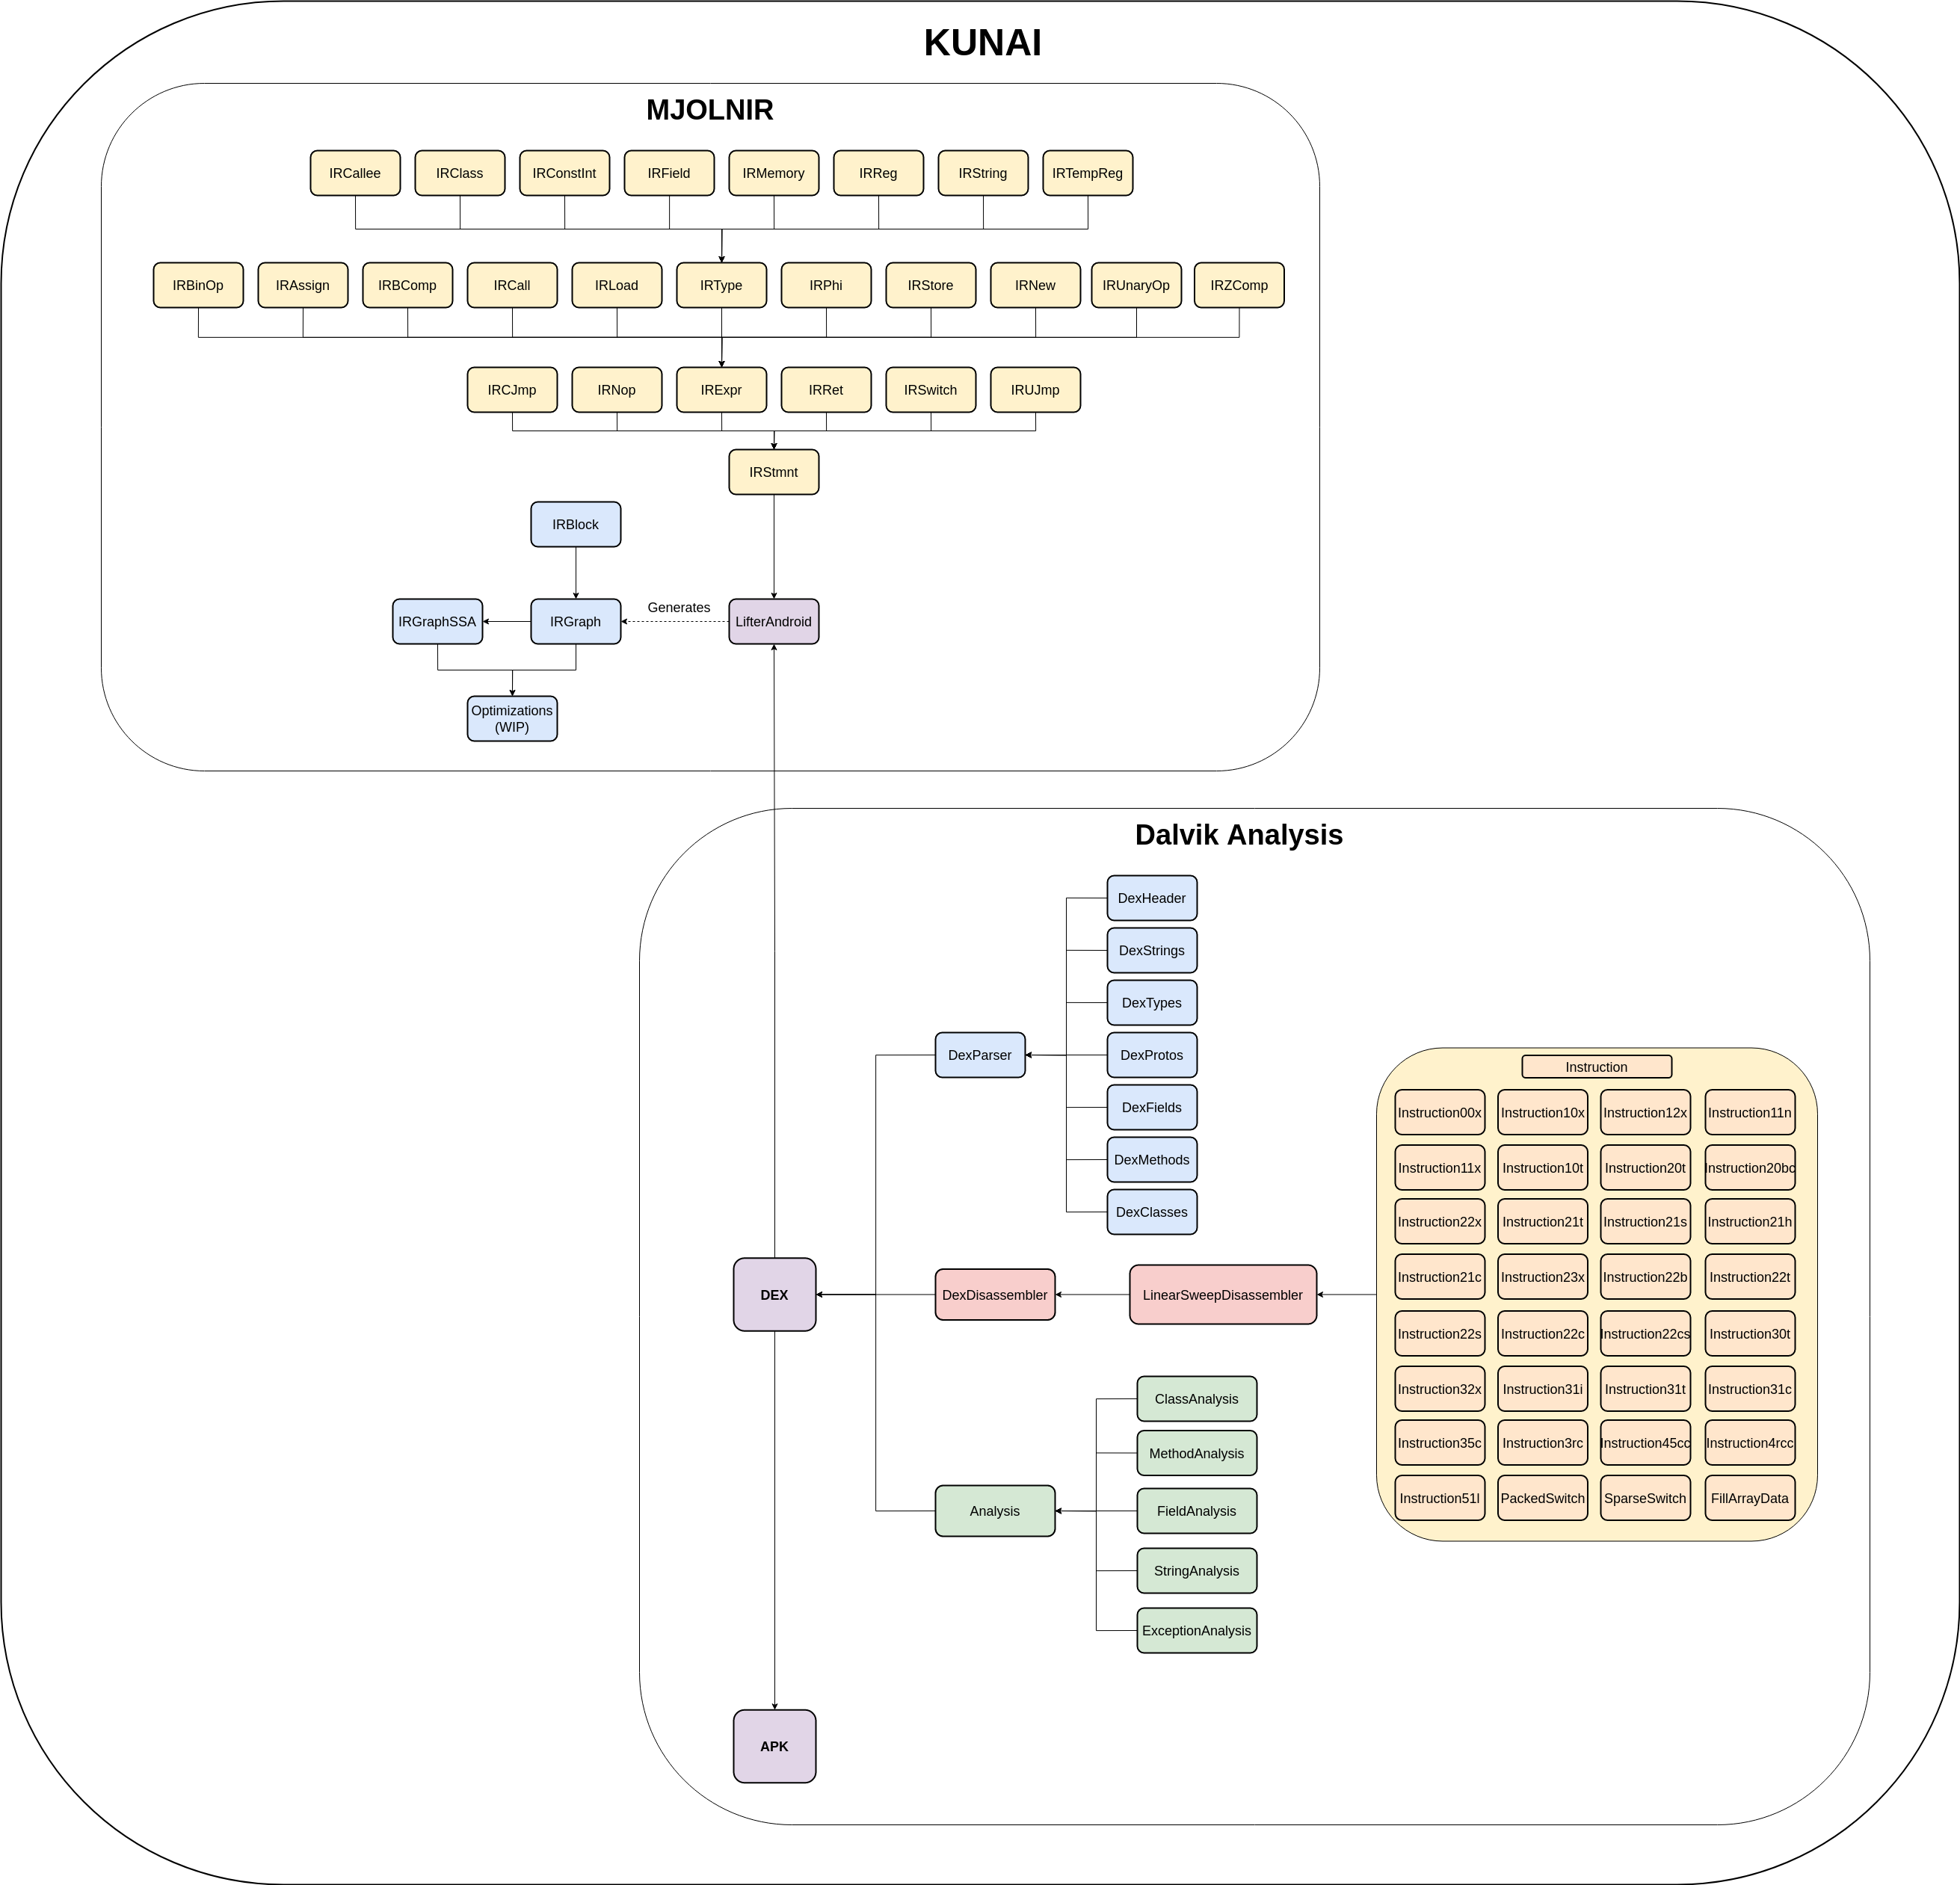 KUNAI
MJOLNIR
IRCallee
IRClass
IRConstInt
IRField
IRMemory
IRReg
IRString
IRTempReg
IRBinOp
IRAssign
IRBComp
IRCall
IRLoad
IRType
IRPhi
IRStore
IRNew
IRUnaryOp
IRZComp
IRCJmp
IRNop
IRExpr
IRRet
IRSwitch
IRUJmp
IRStmnt
IRBlock
IRGraphSSA
IRGraph
Generates
LifterAndroid
Optimizations
(WIP)
Dalvik Analysis
DexHeader
DexStrings
DexTypes
DexParser
DexProtos
DexFields
DexMethods
DexClasses
DEX
DexDisassembler
LinearSweepDisassembler
Instruction
Instruction00x
Instruction10x
Instruction12x
Instruction11n
Instruction11x
Instruction10t
Instruction20t
Instruction20bc
Instruction22x
Instruction21t
Instruction21s
Instruction21h
Instruction21c
Instruction23x
Instruction22b
Instruction22t
Instruction22s
Instruction22c
Instruction22cs
Instruction30t
Instruction32x
Instruction31i
Instruction31t
Instruction31c
Instruction35c
Instruction3rc
Instruction45cc
Instruction4rcc
Instruction51l
PackedSwitch
SparseSwitch
FillArrayData
ClassAnalysis
MethodAnalysis
Analysis
FieldAnalysis
StringAnalysis
ExceptionAnalysis
APK